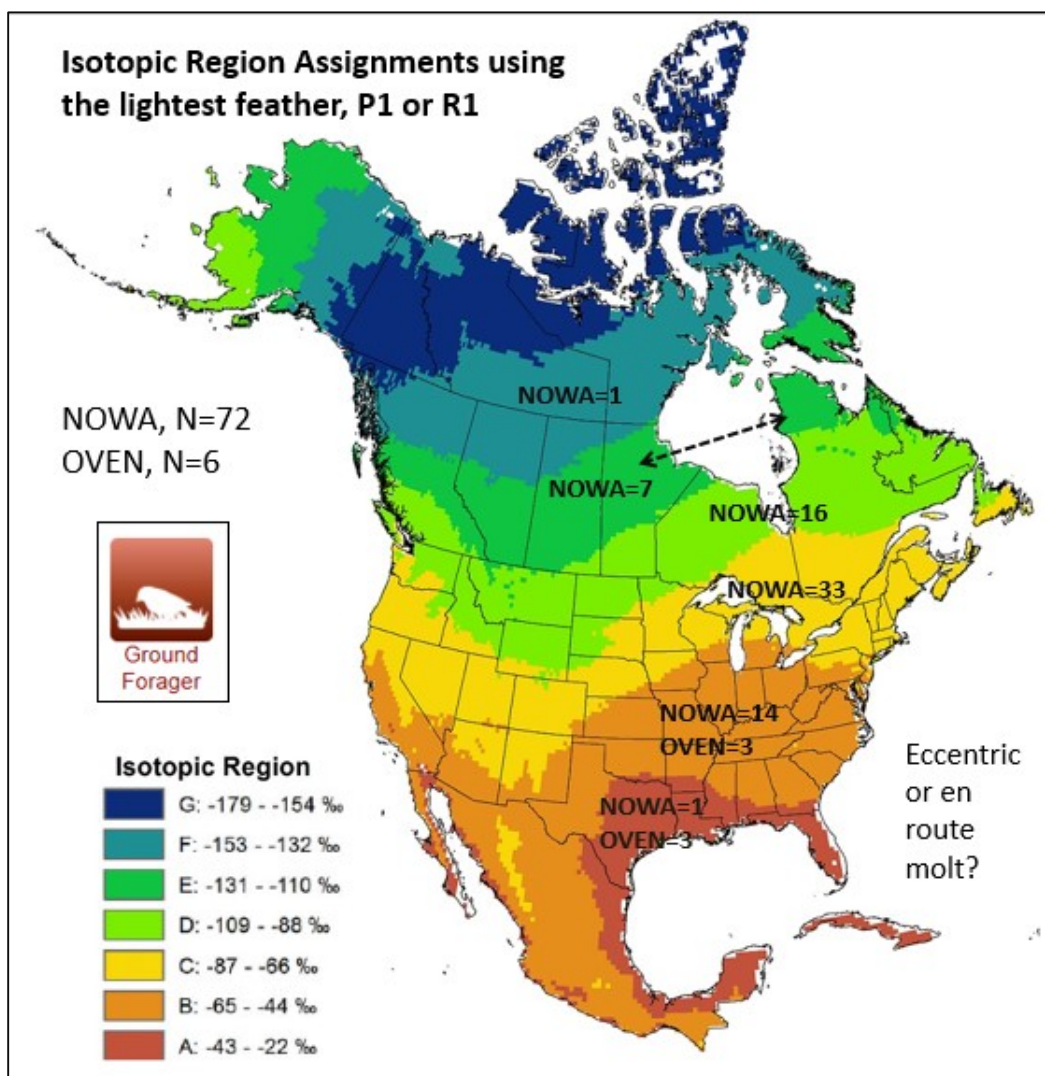 Isotopic Region Assignments using
the lightest feather, P1 or R1
NOWA, N=72
OVEN, N=6
NOWA=1
NOWA=7
NOWA=16
NOWA=33
NOWA=14
OVEN=3
NOWA=1
OVEN=3
Ground
Forager
Isotopic Region
G: -179 - -154 ‰
F: -153 - -132 ‰
E: -131 - -110 ‰
D: -109 - -88 ‰
C: -87 - -66 ‰
B: -65 - -44 ‰
A: -43 - -22 ‰
Eccentric
or en
route
molt?